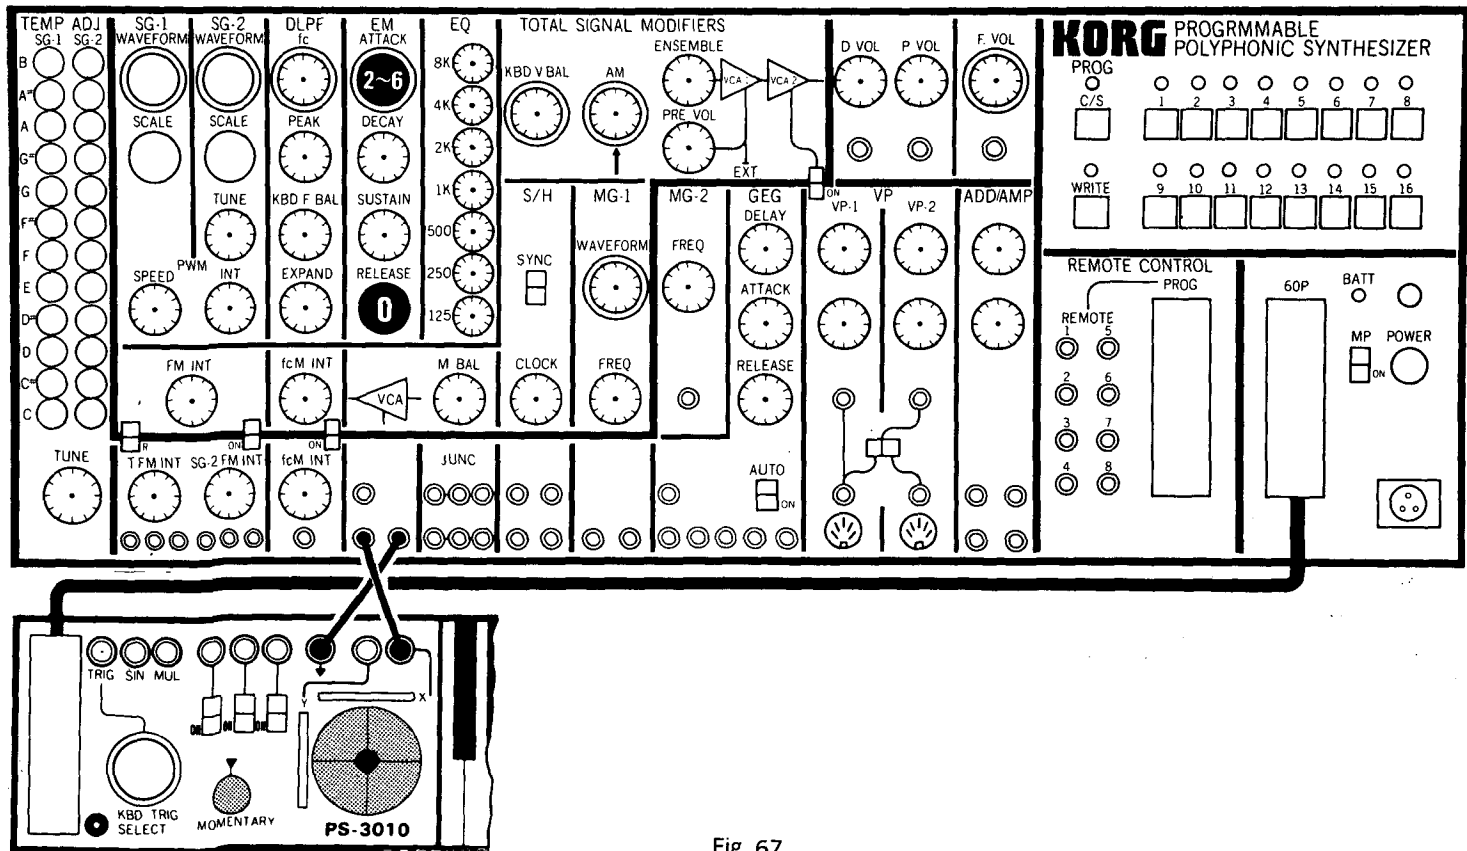 TEMP ADJ
SG-1 SG-2
B
A#
A
G#
G
F#
F
E
D#
D
C#
C
TUNE
SG-1
WAVEFORM
SCALE
SPEED
PWM
FM INT
SG-2
WAVEFORM
SCALE
TUNE
INT
DLPF
fc
PEAK
KBD F BAL
EXPAND
fcM INT
EM
ATTACK
2~6
DECAY
SUSTAIN
RELEASE
0
VCA
EQ
8K
4K
2K
1K
500
250
125
M BAL
TOTAL SIGNAL MODIFIERS
KBD V BAL
AM
ENSEMBLE
PRE VOL
VCA 1
VCA 2
EXT
ON
S/H
SYNC
CLOCK
MG-1
WAVEFORM
FREQ
MG-2
FREQ
GEG
DELAY
ATTACK
RELEASE
AUTO
ON
D VOL P VOL
F. VOL
VP
VP-1 VP-2
ADD/AMP
R
ON
ON
T FM INT
SG-2 FM INT
fcM INT
JUNC
KORG PROGRMMABLE
POLYPHONIC SYNTHESIZER
PROG
C/S
1 2 3 4 5 6 7 8
WRITE
9 10 11 12 13 14 15 16
REMOTE CONTROL
PROG
REMOTE
1 5
2 6
3 7
4 8
60P
BATT
MP
ON
POWER
TRIG SIN MUL
ON
ON
ON
Y
X
KBD TRIG
SELECT
MOMENTARY
PS-3010
Fig. 67